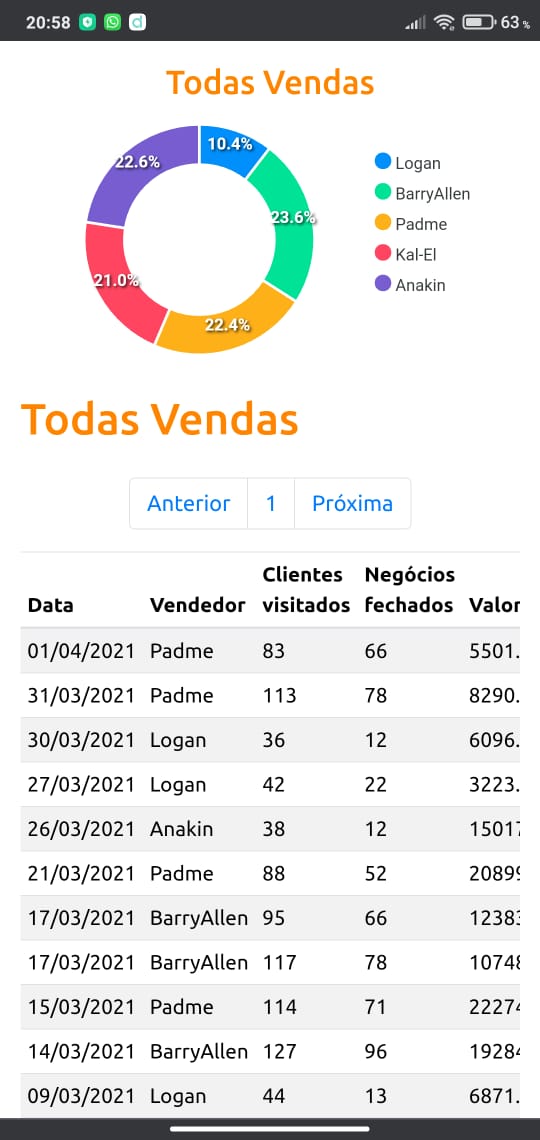 20:58 63 %
Todas Vendas
10.4%
22.6%
23.6%
21.0%
22.4%
Logan
BarryAllen
Padme
Kal-El
Anakin
Todas Vendas
Anterior 1 Próxima
Clientes Negócios
Data Vendedor visitados fechados Valor
01/04/2021 Padme 83 66 5501.
31/03/2021 Padme 113 78 8290.
30/03/2021 Logan 36 12 6096.
27/03/2021 Logan 42 22 3223.
26/03/2021 Anakin 38 12 15017
21/03/2021 Padme 88 52 20899
17/03/2021 BarryAllen 95 66 12383
17/03/2021 BarryAllen 117 78 10748
15/03/2021 Padme 114 71 22274
14/03/2021 BarryAllen 127 96 19284
09/03/2021 Logan 44 13 6871.